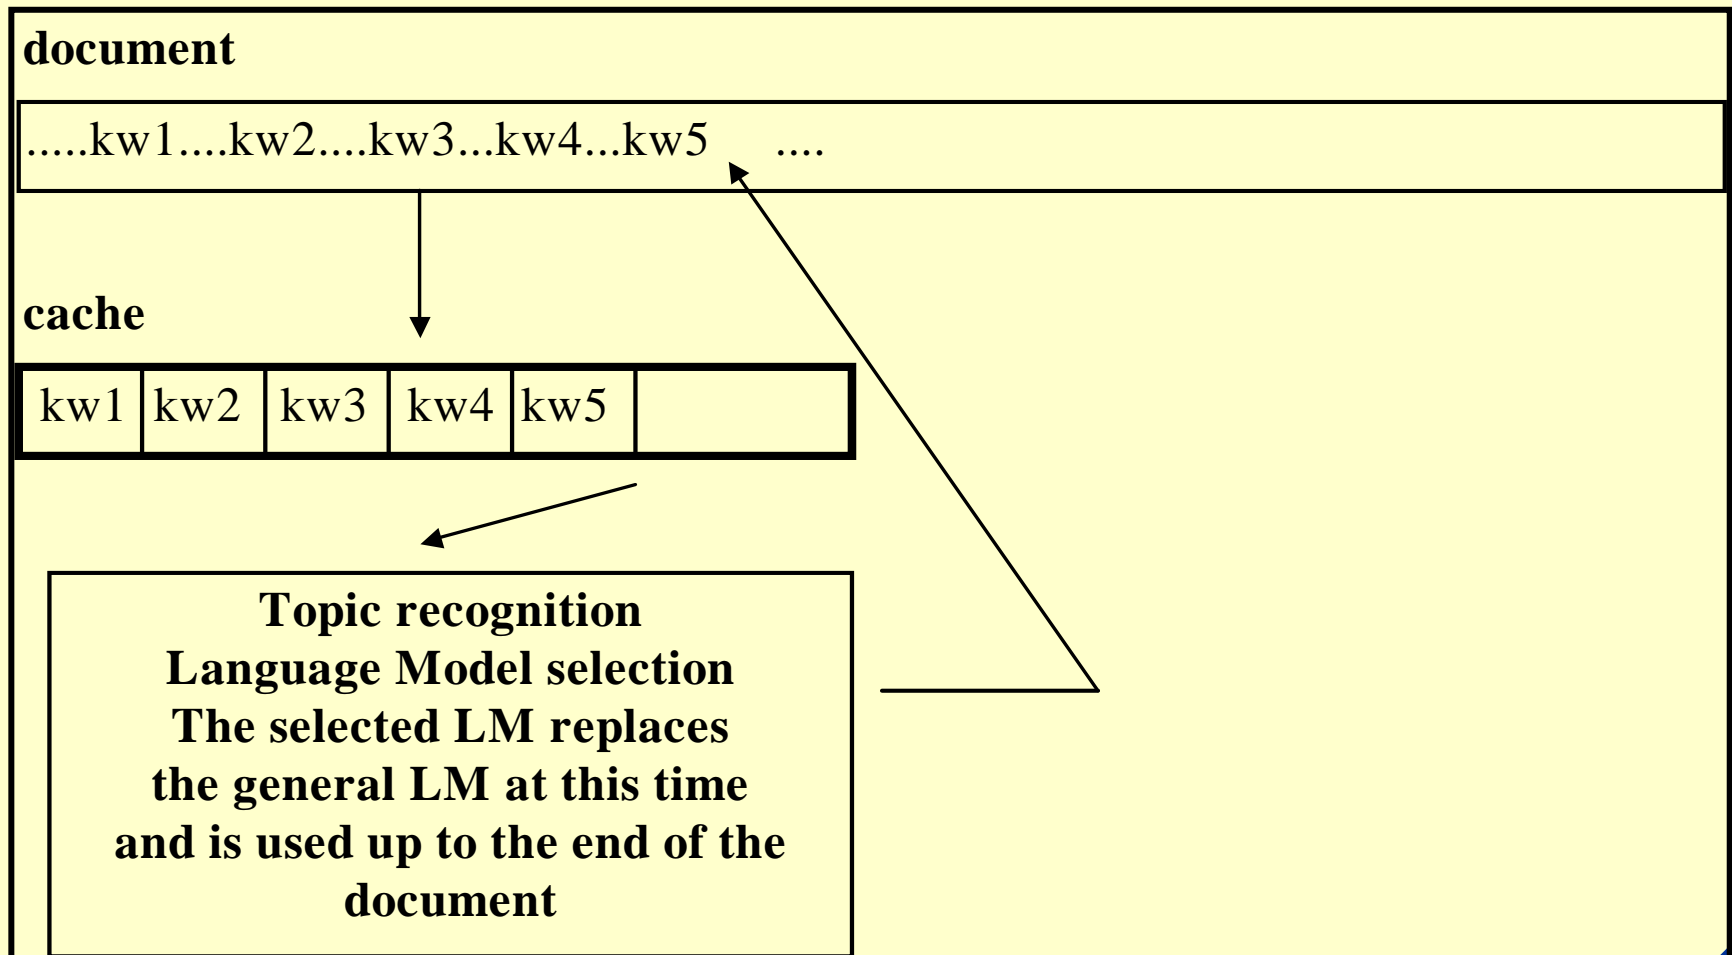 document
.....kw1....kw2....kw3...kw4...kw5 ....
cache
kw1 kw2 kw3 kw4 kw5
Topic recognition
Language Model selection
The selected LM replaces
the general LM at this time
and is used up to the end of the
document